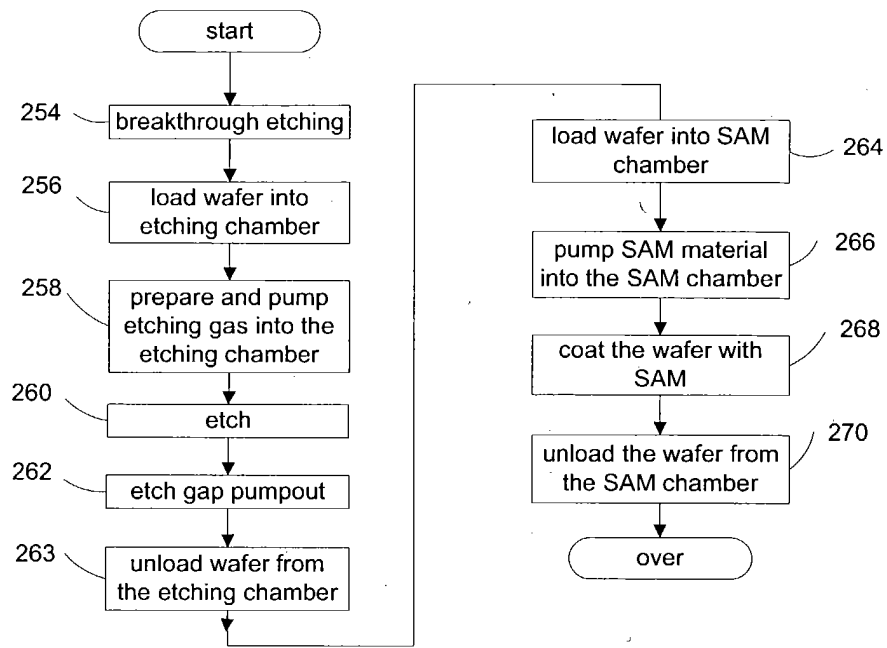 start
254
breakthrough etching
256
load wafer into
etching chamber
258
prepare and pump
etching gas into the
etching chamber
260
etch
262
etch gap pumpout
263
unload wafer from
the etching chamber
load wafer into SAM
chamber
264
pump SAM material
into the SAM chamber
266
coat the wafer with
SAM
268
unload the wafer from
the SAM chamber
270
over